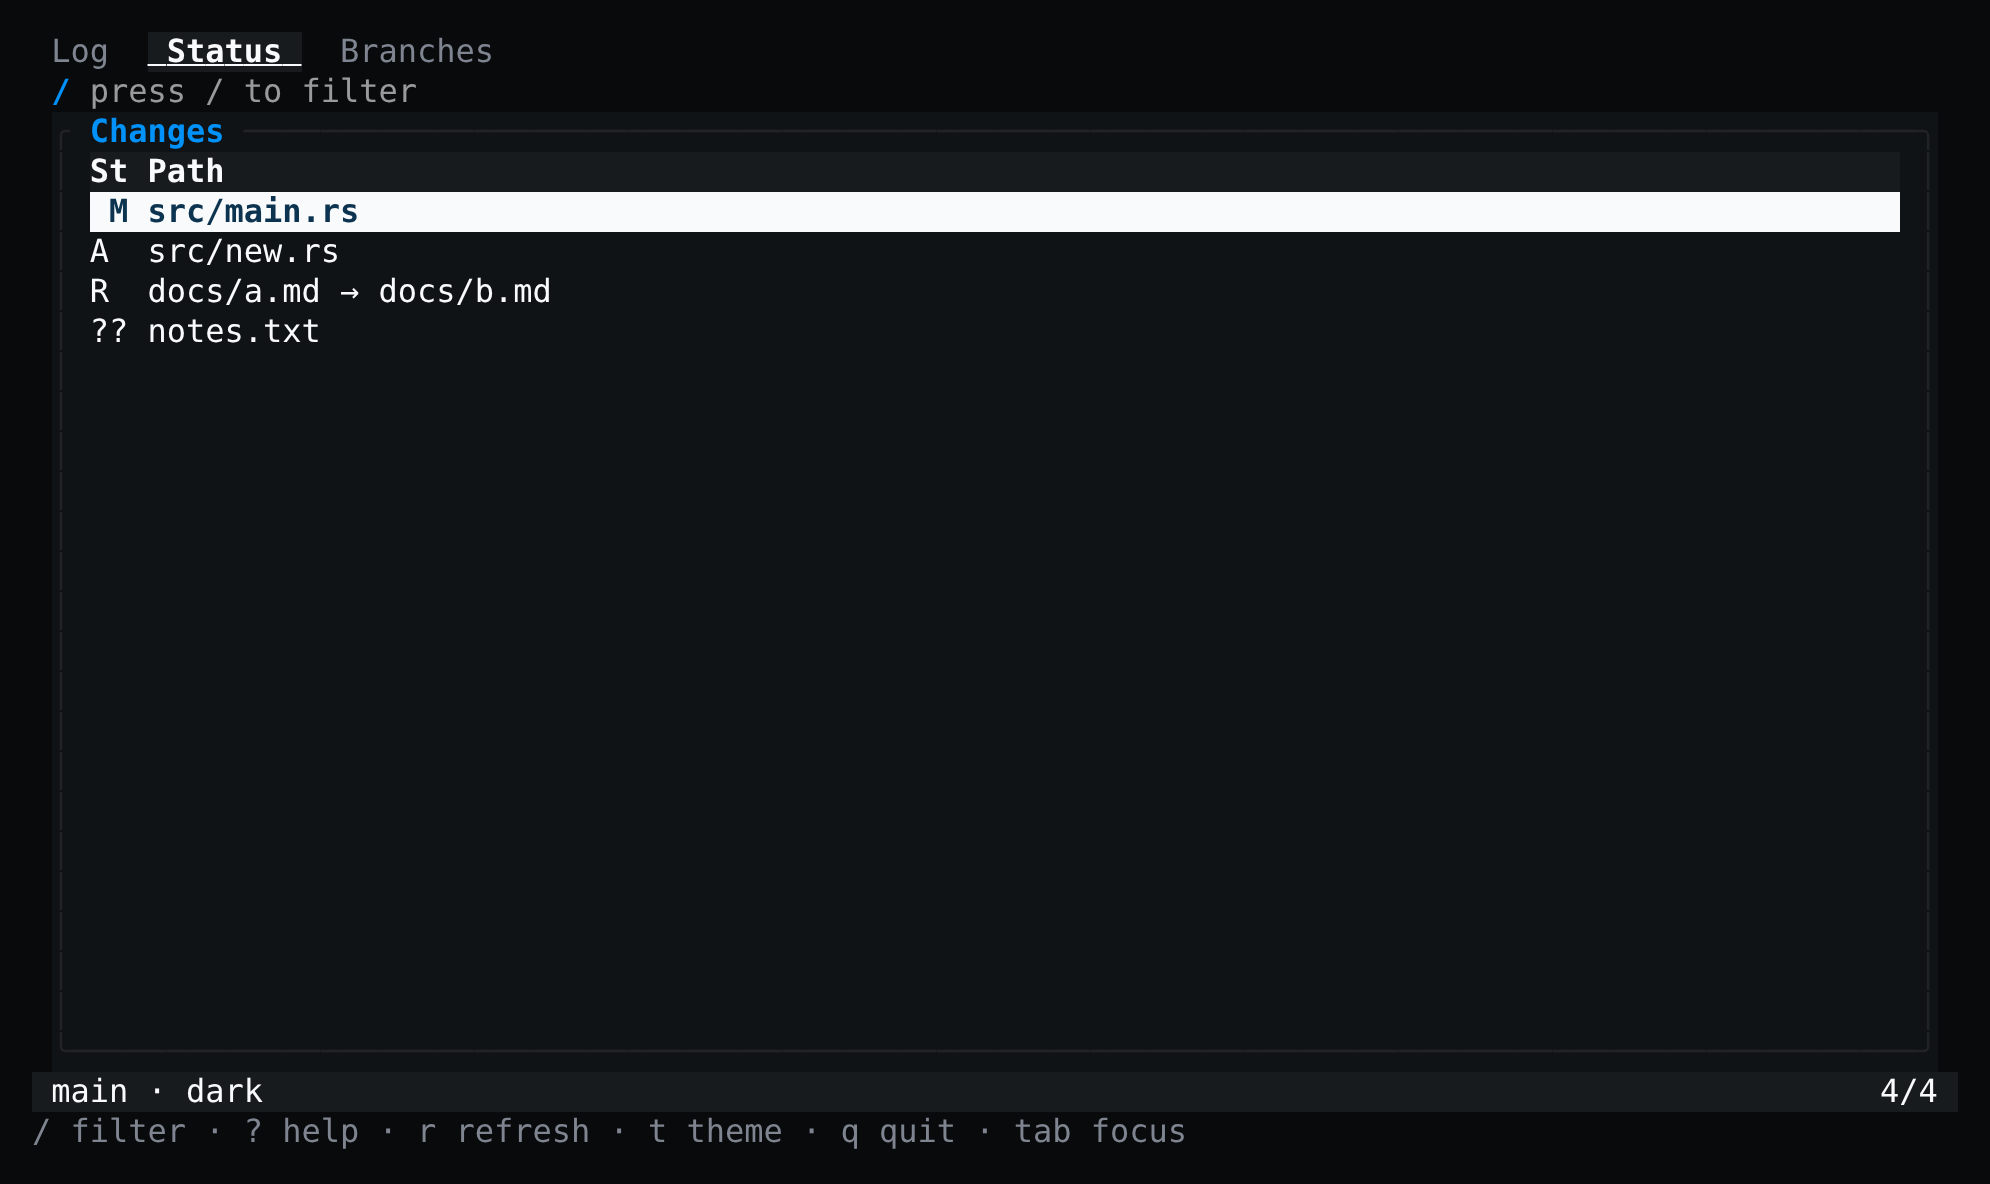 Log  Status  Branches
/ press / to filter
Changes
St Path
 M src/main.rs
A  src/new.rs
R  docs/a.md → docs/b.md
?? notes.txt
main · dark 4/4
/ filter · ? help · r refresh · t theme · q quit · tab focus